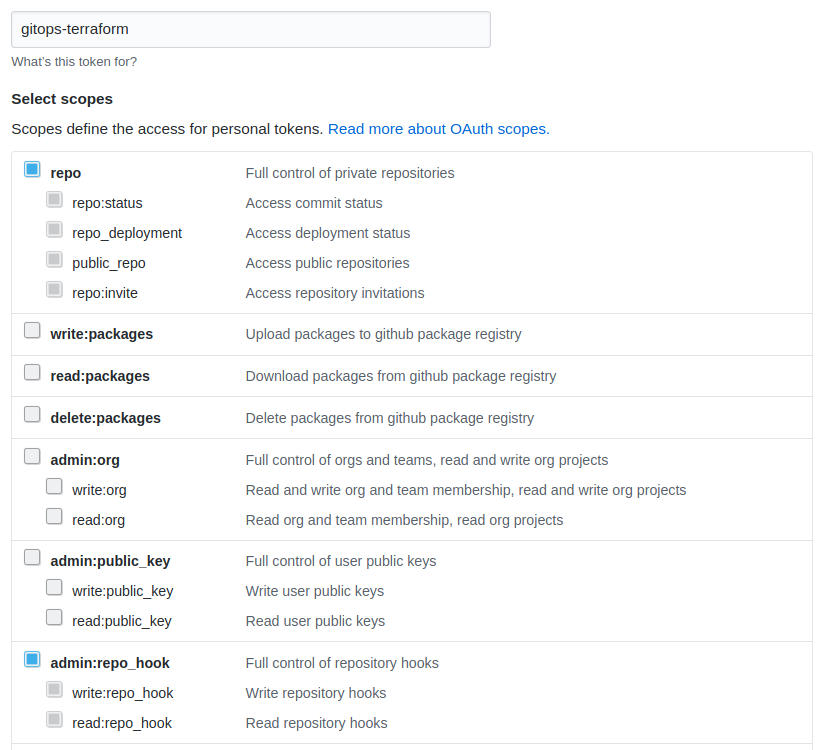 gitops-terraform
What's this token for?
Select scopes
Scopes define the access for personal tokens. Read more about OAuth scopes.
repo Full control of private repositories
repo:status Access commit status
repo_deployment Access deployment status
public_repo Access public repositories
repo:invite Access repository invitations
write:packages Upload packages to github package registry
read:packages Download packages from github package registry
delete:packages Delete packages from github package registry
admin:org Full control of orgs and teams, read and write org projects
write:org Read and write org and team membership, read and write org projects
read:org Read org and team membership, read org projects
admin:public_key Full control of user public keys
write:public_key Write user public keys
read:public_key Read user public keys
admin:repo_hook Full control of repository hooks
write:repo_hook Write repository hooks
read:repo_hook Read repository hooks